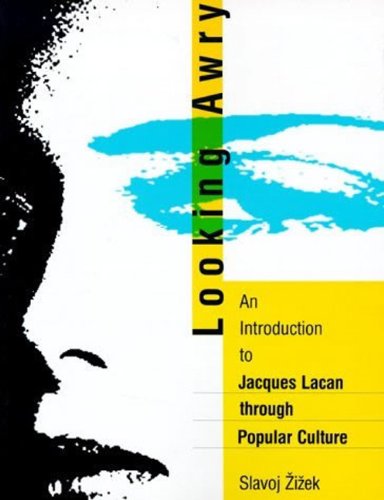 Looking Awry
An
Introduction
to
Jacques Lacan
through
Popular Culture
Slavoj Žižek